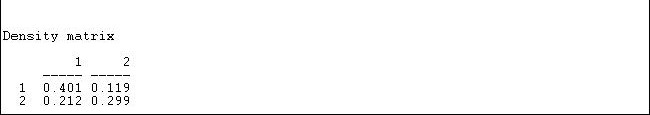 Density matrix
1 2
----- -----
1 0.401 0.119
2 0.212 0.299